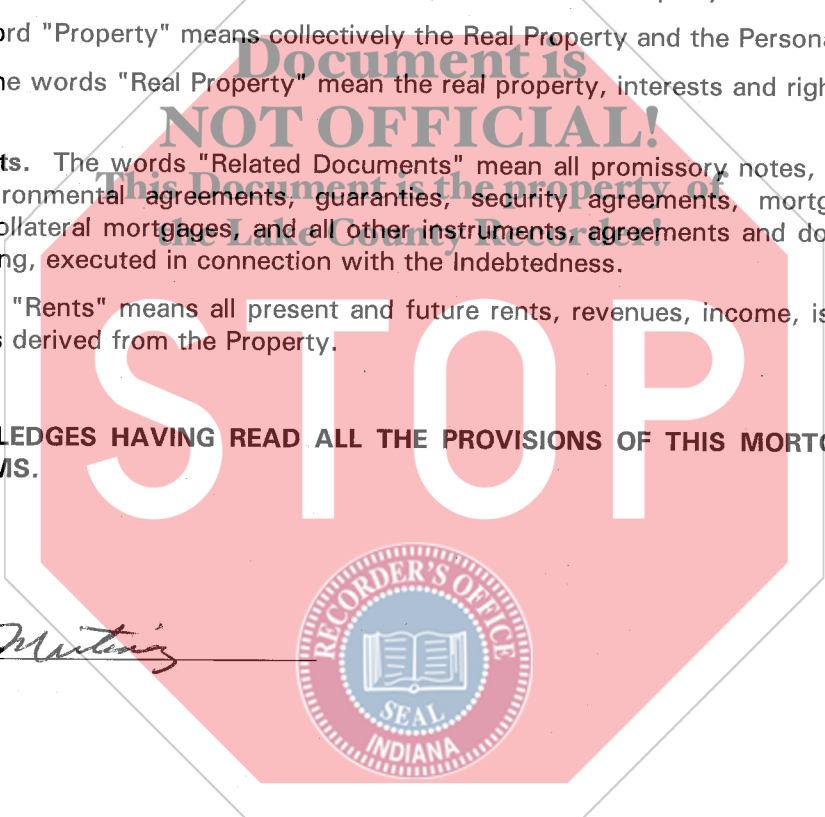 ord "Property" means collectively the Real Property and the Persona
Document is
he words "Real Property" mean the real property, interests and righ
NOT OFFICIAL!
ts. The words "Related Documents" mean all promissory notes,
This Document is the property of
ronmental agreements, guaranties, security agreements, mortg
ollateral mortgages, and all other instruments, agreements and do
the Lake County Recorder!
ng, executed in connection with the Indebtedness.
"Rents" means all present and future rents, revenues, income, is
s derived from the Property.
STOP
LEDGES HAVING READ ALL THE PROVISIONS OF THIS MORTG
MS.
RECORDER'S OFFICE
SEAL
INDIANA